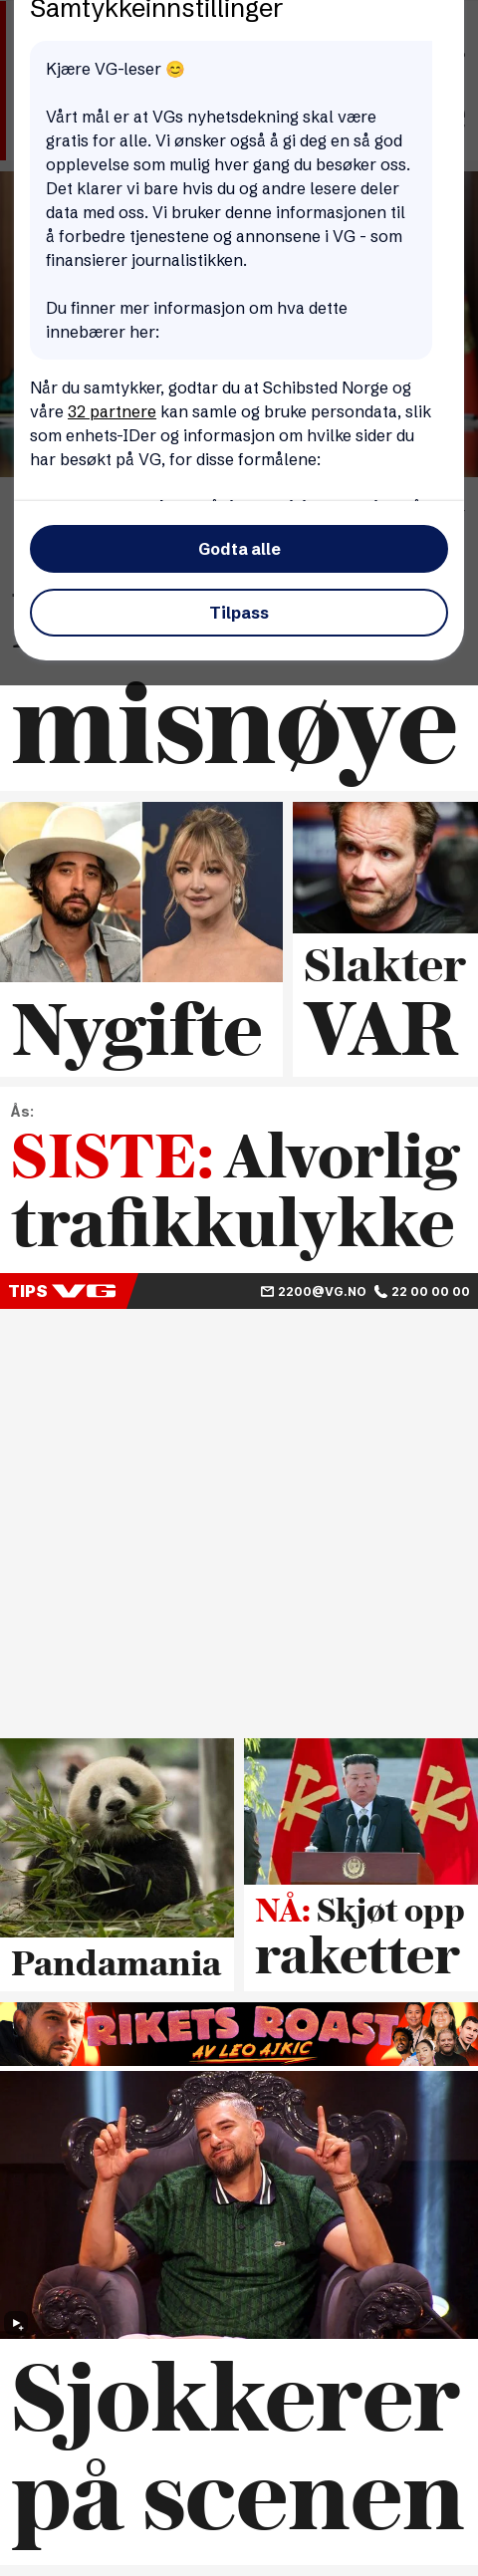 Samtykkeinnstillinger
Kjære VG-leser 😊
Vårt mål er at VGs nyhetsdekning skal være
gratis for alle. Vi ønsker også å gi deg en så god
opplevelse som mulig hver gang du besøker oss.
Det klarer vi bare hvis du og andre lesere deler
data med oss. Vi bruker denne informasjonen til
å forbedre tjenestene og annonsene i VG - som
finansierer journalistikken.
Du finner mer informasjon om hva dette
innebærer her:
Når du samtykker, godtar du at Schibsted Norge og
våre 32 partnere kan samle og bruke persondata, slik
som enhets-IDer og informasjon om hvilke sider du
har besøkt på VG, for disse formålene:
Godta alle
Tilpass
misnøye
Nygifte
Slakter
VAR
Ås:
SISTE: Alvorlig
trafikkulykke
TIPS VG 2200@VG.NO 22 00 00 00
Pandamania
NÅ: Skjøt opp
raketter
RIKETS ROAST
AV LEO AJKIC
Sjokkerer
på scenen